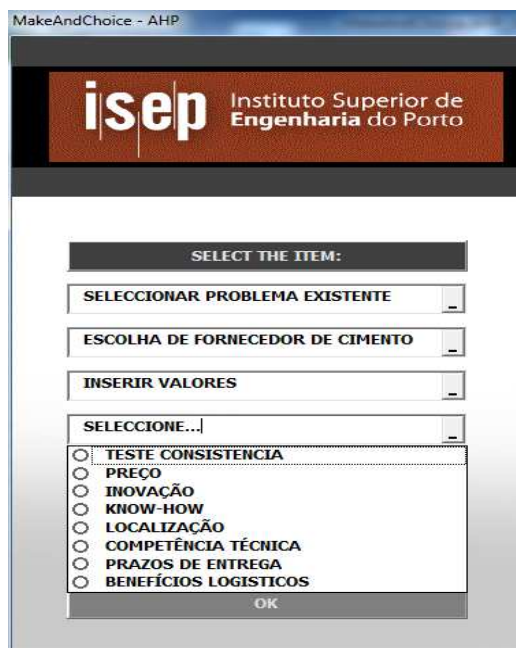 MakeAndChoice - AHP
isep
Instituto Superior de
Engenharia do Porto
SELECT THE ITEM:
SELECCIONAR PROBLEMA EXISTENTE
ESCOLHA DE FORNECEDOR DE CIMENTO
INSERIR VALORES
SELECCIONE...
TESTE CONSISTENCIA
PREÇO
INOVAÇÃO
KNOW-HOW
LOCALIZAÇÃO
COMPETÊNCIA TÉCNICA
PRAZOS DE ENTREGA
BENEFÍCIOS LOGISTICOS
OK